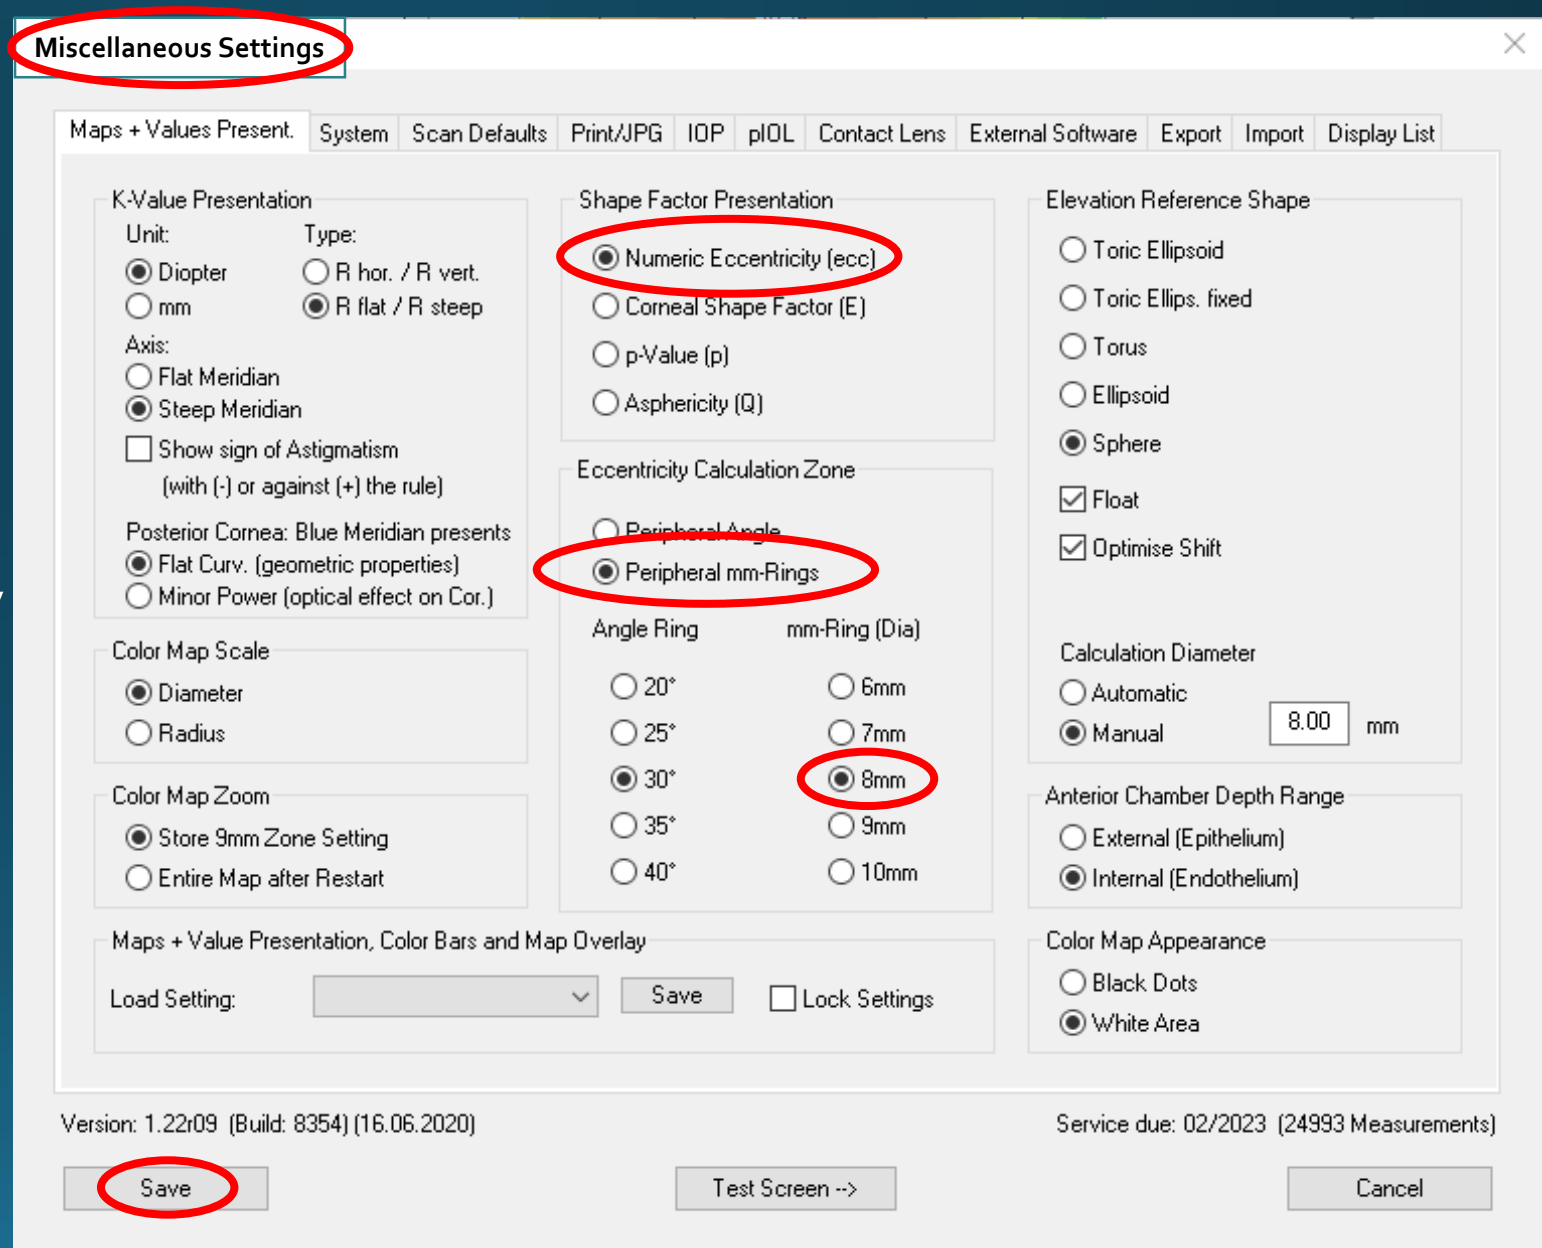 Miscellaneous Settings
Maps + Values Present. System Scan Defaults Print/JPG IOP pIOL Contact Lens External Software Export Import Display List
K-Value Presentation
Unit: Type:
Diopter R hor. / R vert.
mm R flat / R steep
Axis:
Flat Meridian
Steep Meridian
Show sign of Astigmatism
(with (-) or against (+) the rule)
Posterior Cornea: Blue Meridian presents
Flat Curv. (geometric properties)
Minor Power (optical effect on Cor.)
Color Map Scale
Diameter
Radius
Color Map Zoom
Store 9mm Zone Setting
Entire Map after Restart
Shape Factor Presentation
Numeric Eccentricity (ecc)
Corneal Shape Factor (E)
p-Value (p)
Asphericity (Q)
Eccentricity Calculation Zone
Peripheral Angle
Peripheral mm-Rings
Angle Ring mm-Ring (Dia)
20° 6mm
25° 7mm
30° 8mm
35° 9mm
40° 10mm
Elevation Reference Shape
Toric Ellipsoid
Toric Ellips. fixed
Torus
Ellipsoid
Sphere
Float
Optimise Shift
Calculation Diameter
Automatic
Manual 8.00 mm
Anterior Chamber Depth Range
External (Epithelium)
Internal (Endothelium)
Maps + Value Presentation, Color Bars and Map Overlay
Load Setting: Save Lock Settings
Color Map Appearance
Black Dots
White Area
Version: 1.22r09 (Build: 8354) (16.06.2020) Service due: 02/2023 (24993 Measurements)
Save Test Screen --> Cancel